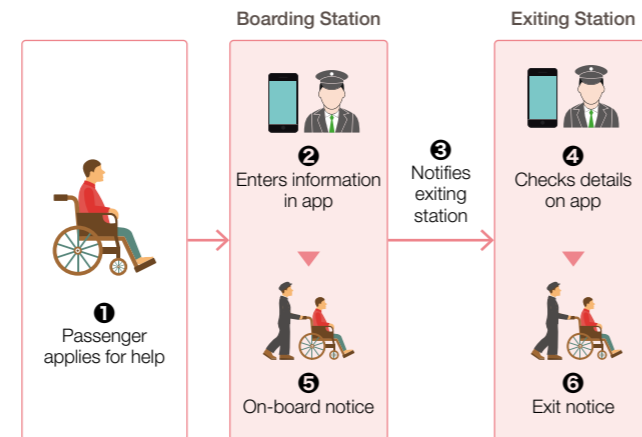 Boarding Station
Exiting Station
❶
Passenger
applies for help
❷
Enters information
in app
❸
Notifies
exiting
station
❹
Checks details
on app
❺
On-board notice
❻
Exit notice